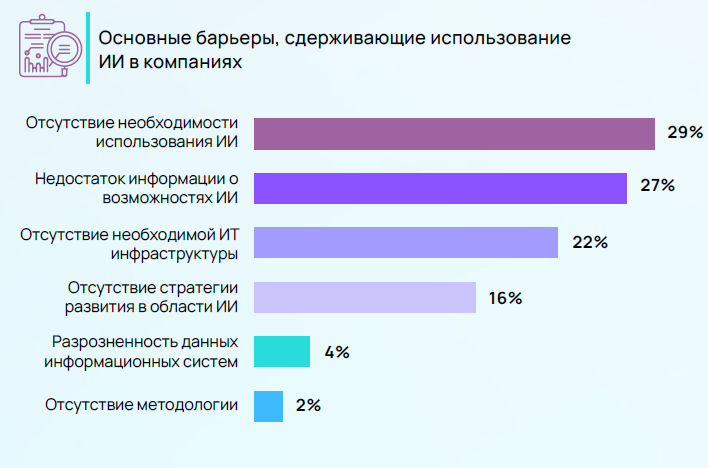 Основные барьеры, сдерживающие использование
ИИ в компаниях
Отсутствие необходимости
использования ИИ
29%
Недостаток информации о
возможностях ИИ
27%
Отсутствие необходимой ИТ
инфраструктуры
22%
Отсутствие стратегии
развития в области ИИ
16%
Разрозненность данных
информационных систем
4%
Отсутствие методологии
2%